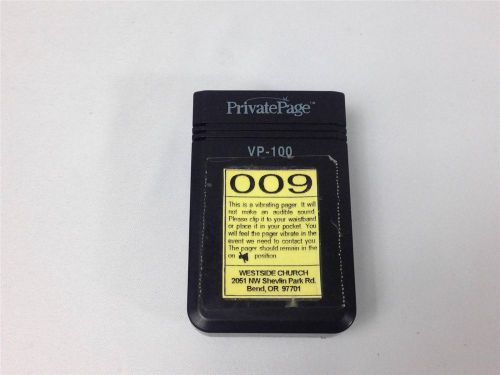 PrivatePage™
VP-100
009
This is a vibrating pager. It will
not make an audible sound.
Please clip it to your waistband
or place it in your pocket. You
will feel the pager vibrate in the
event we need to contact you.
The pager should remain in the
on position
WESTSIDE CHURCH
2051 NW Shevlin Park Rd.
Bend, OR 97701